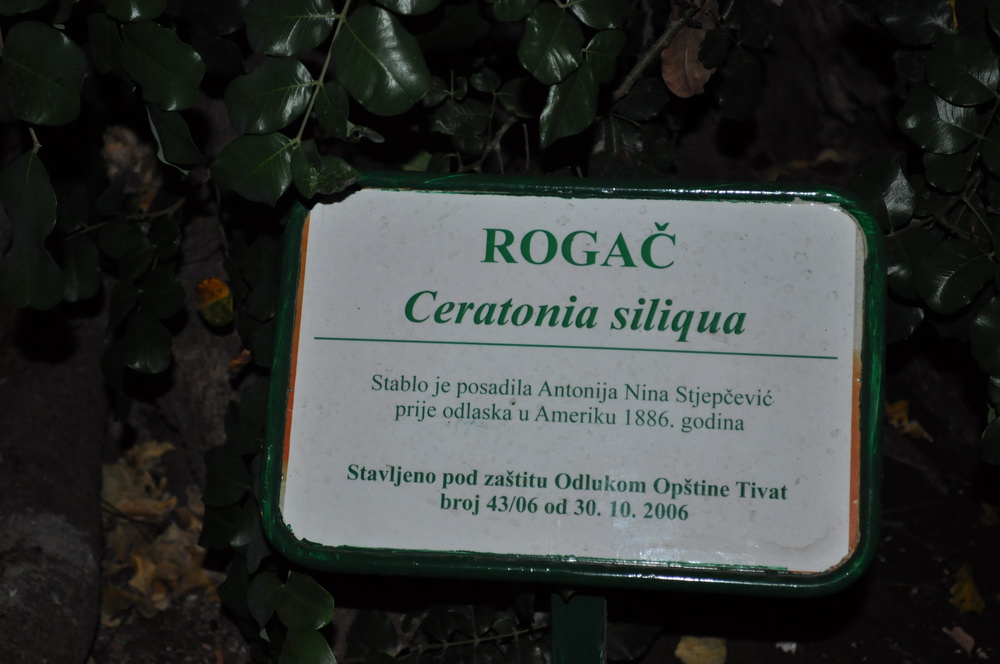 ROGAČ
Ceratonia siliqua
Stablo je posadila Antonija Nina Stjepčević
prije odlaska u Ameriku 1886. godina
Stavljeno pod zaštitu Odlukom Opštine Tivat
broj 43/06 od 30. 10. 2006